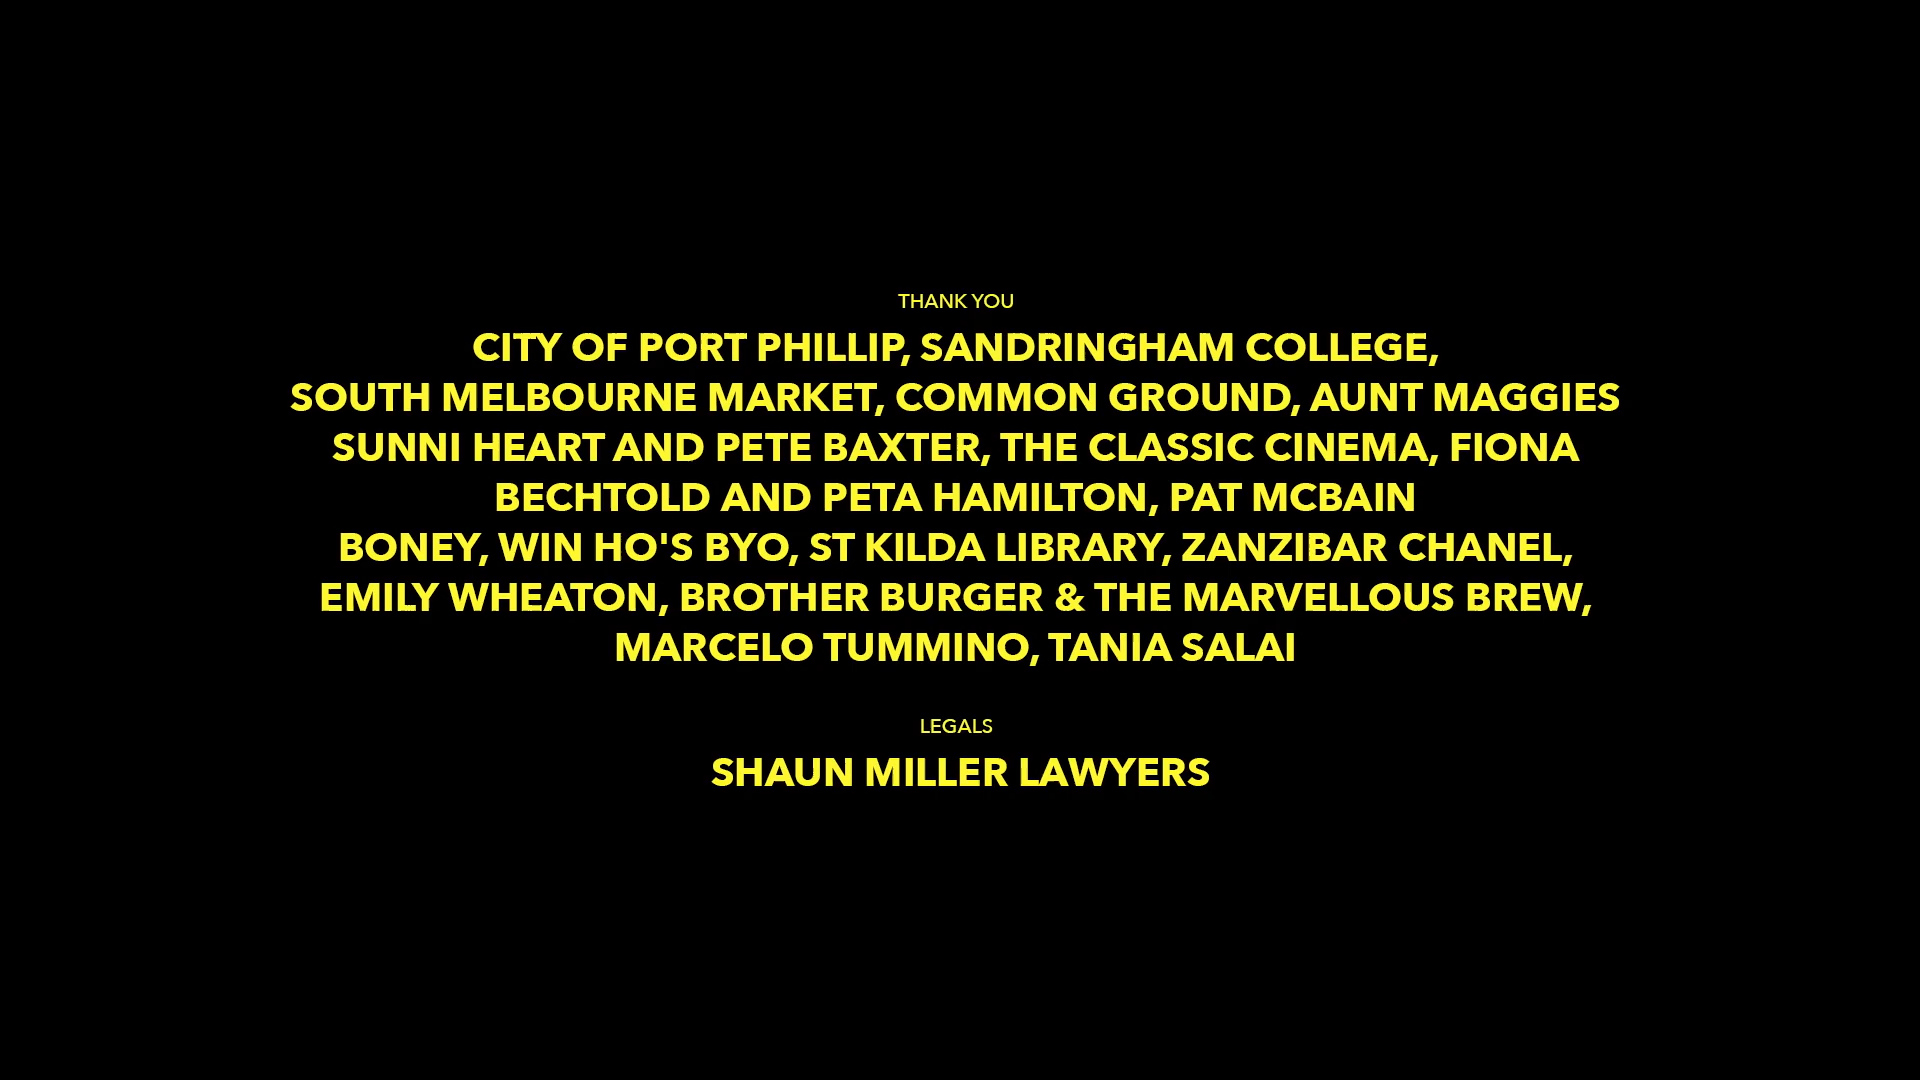 THANK YOU
CITY OF PORT PHILLIP, SANDRINGHAM COLLEGE,
SOUTH MELBOURNE MARKET, COMMON GROUND, AUNT MAGGIES
SUNNI HEART AND PETE BAXTER, THE CLASSIC CINEMA, FIONA
BECHTOLD AND PETA HAMILTON, PAT MCBAIN
BONEY, WIN HO'S BYO, ST KILDA LIBRARY, ZANZIBAR CHANEL,
EMILY WHEATON, BROTHER BURGER & THE MARVELLOUS BREW,
MARCELO TUMMINO, TANIA SALAI
LEGALS
SHAUN MILLER LAWYERS